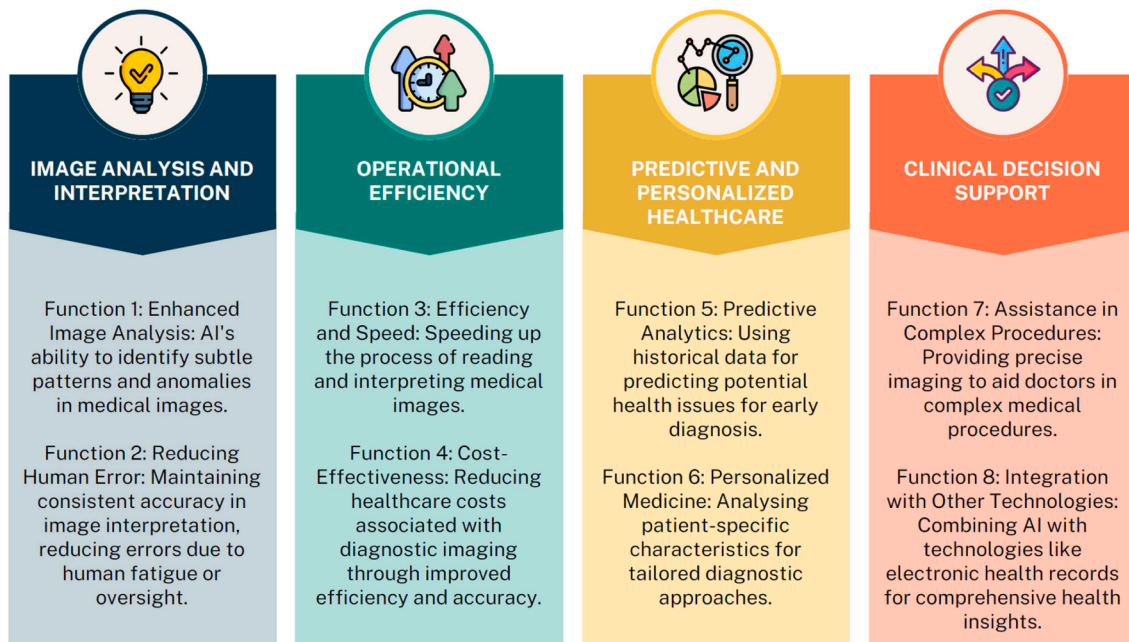 IMAGE ANALYSIS AND
INTERPRETATION
Function 1: Enhanced
Image Analysis: AI's
ability to identify subtle
patterns and anomalies
in medical images.
Function 2: Reducing
Human Error: Maintaining
consistent accuracy in
image interpretation,
reducing errors due to
human fatigue or
oversight.
OPERATIONAL
EFFICIENCY
Function 3: Efficiency
and Speed: Speeding up
the process of reading
and interpreting medical
images.
Function 4: Cost-
Effectiveness: Reducing
healthcare costs
associated with
diagnostic imaging
through improved
efficiency and accuracy.
PREDICTIVE AND
PERSONALIZED
HEALTHCARE
Function 5: Predictive
Analytics: Using
historical data for
predicting potential
health issues for early
diagnosis.
Function 6: Personalized
Medicine: Analysing
patient-specific
characteristics for
tailored diagnostic
approaches.
CLINICAL DECISION
SUPPORT
Function 7: Assistance in
Complex Procedures:
Providing precise
imaging to aid doctors in
complex medical
procedures.
Function 8: Integration
with Other Technologies:
Combining AI with
technologies like
electronic health records
for comprehensive health
insights.